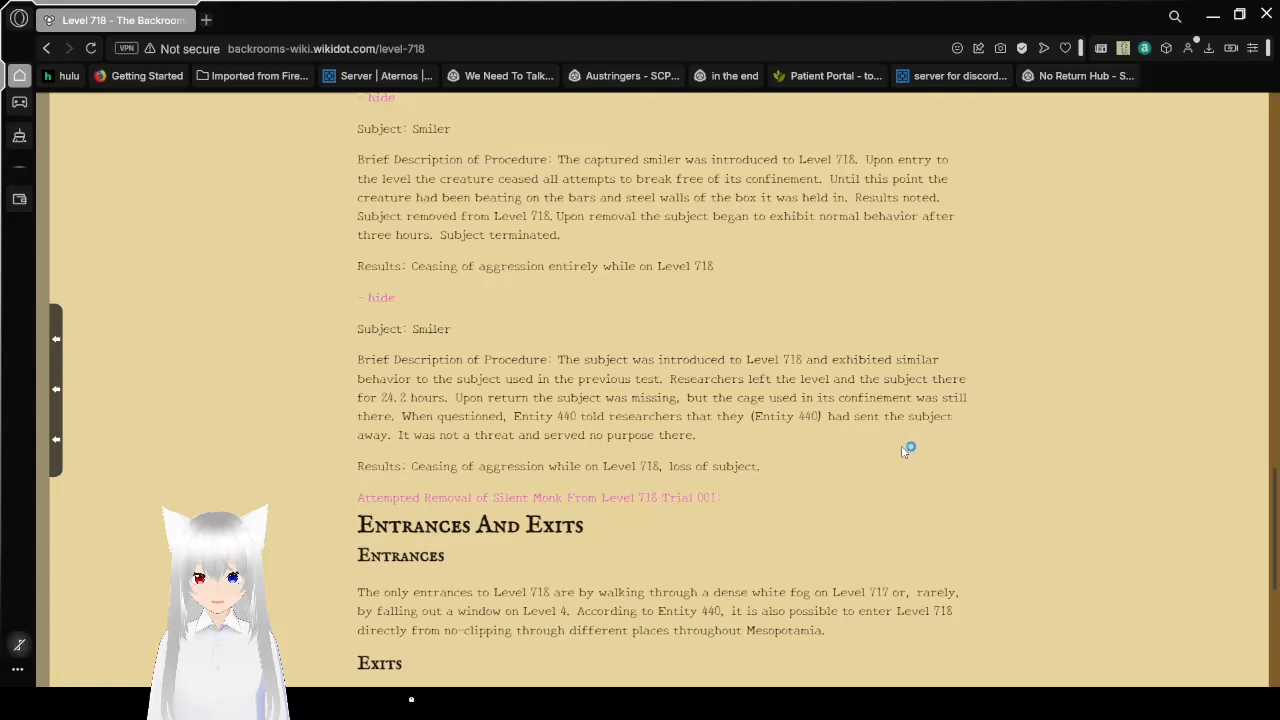 Level 718 - The Backroom
VPN
Not secure
backrooms-wiki.wikidot.com/level-718
hulu
Getting Started
Imported from Fire...
Server | Aternos |...
We Need To Talk...
Austringers - SCP...
in the end
Patient Portal - to...
server for discord...
No Return Hub - S...
- hide
Subject: Smiler
Brief Description of Procedure: The captured smiler was introduced to Level 718. Upon entry to
the level the creature ceased all attempts to break free of its confinement. Until this point the
creature had been beating on the bars and steel walls of the box it was held in. Results noted.
Subject removed from Level 718. Upon removal the subject began to exhibit normal behavior after
three hours. Subject terminated.
Results: Ceasing of aggression entirely while on Level 718
- hide
Subject: Smiler
Brief Description of Procedure: The subject was introduced to Level 718 and exhibited similar
behavior to the subject used in the previous test. Researchers left the level and the subject there
for 24.2 hours. Upon return the subject was missing, but the cage used in its confinement was still
there. When questioned, Entity 440 told researchers that they (Entity 440) had sent the subject
away. It was not a threat and served no purpose there.
Results: Ceasing of aggression while on Level 718, loss of subject.
Attempted Removal of Silent Monk From Level 718 Trial 001:
Entrances And Exits
Entrances
The only entrances to Level 718 are by walking through a dense white fog on Level 717 or, rarely,
by falling out a window on Level 4. According to Entity 440, it is also possible to enter Level 718
directly from no-clipping through different places throughout Mesopotamia.
Exits